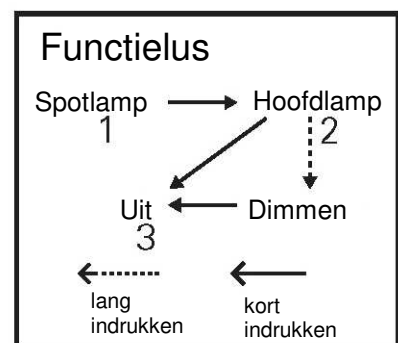 Functielus
Spotlamp Hoofdlamp
1 2
Uit Dimmen
3
lang kort
indrukken indrukken